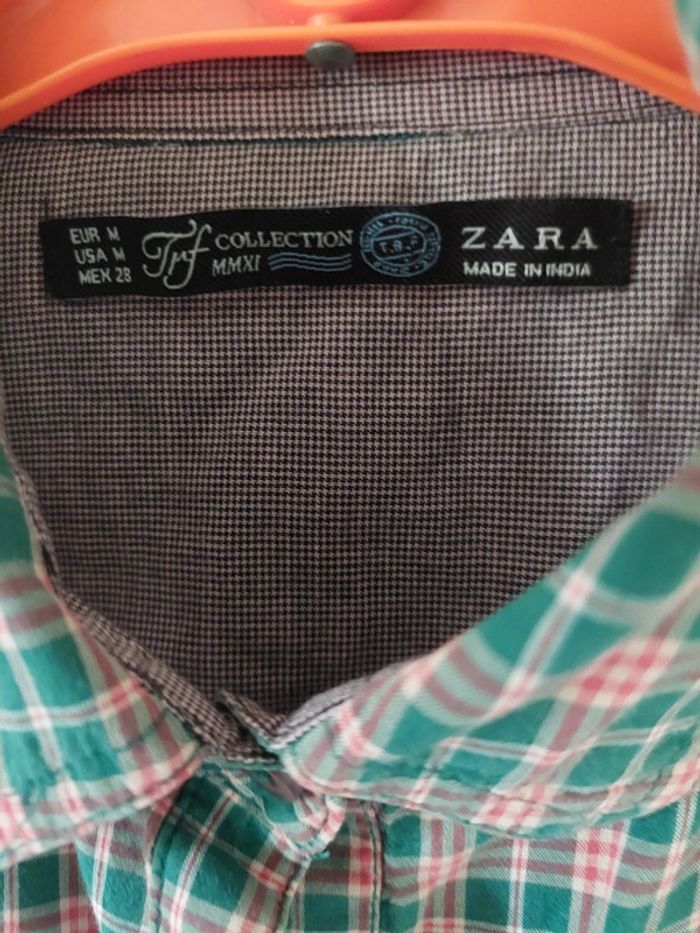 EUR M
USA M
MEX 28
Trf COLLECTION
MMXI
T.R.F
ZARA
MADE IN INDIA